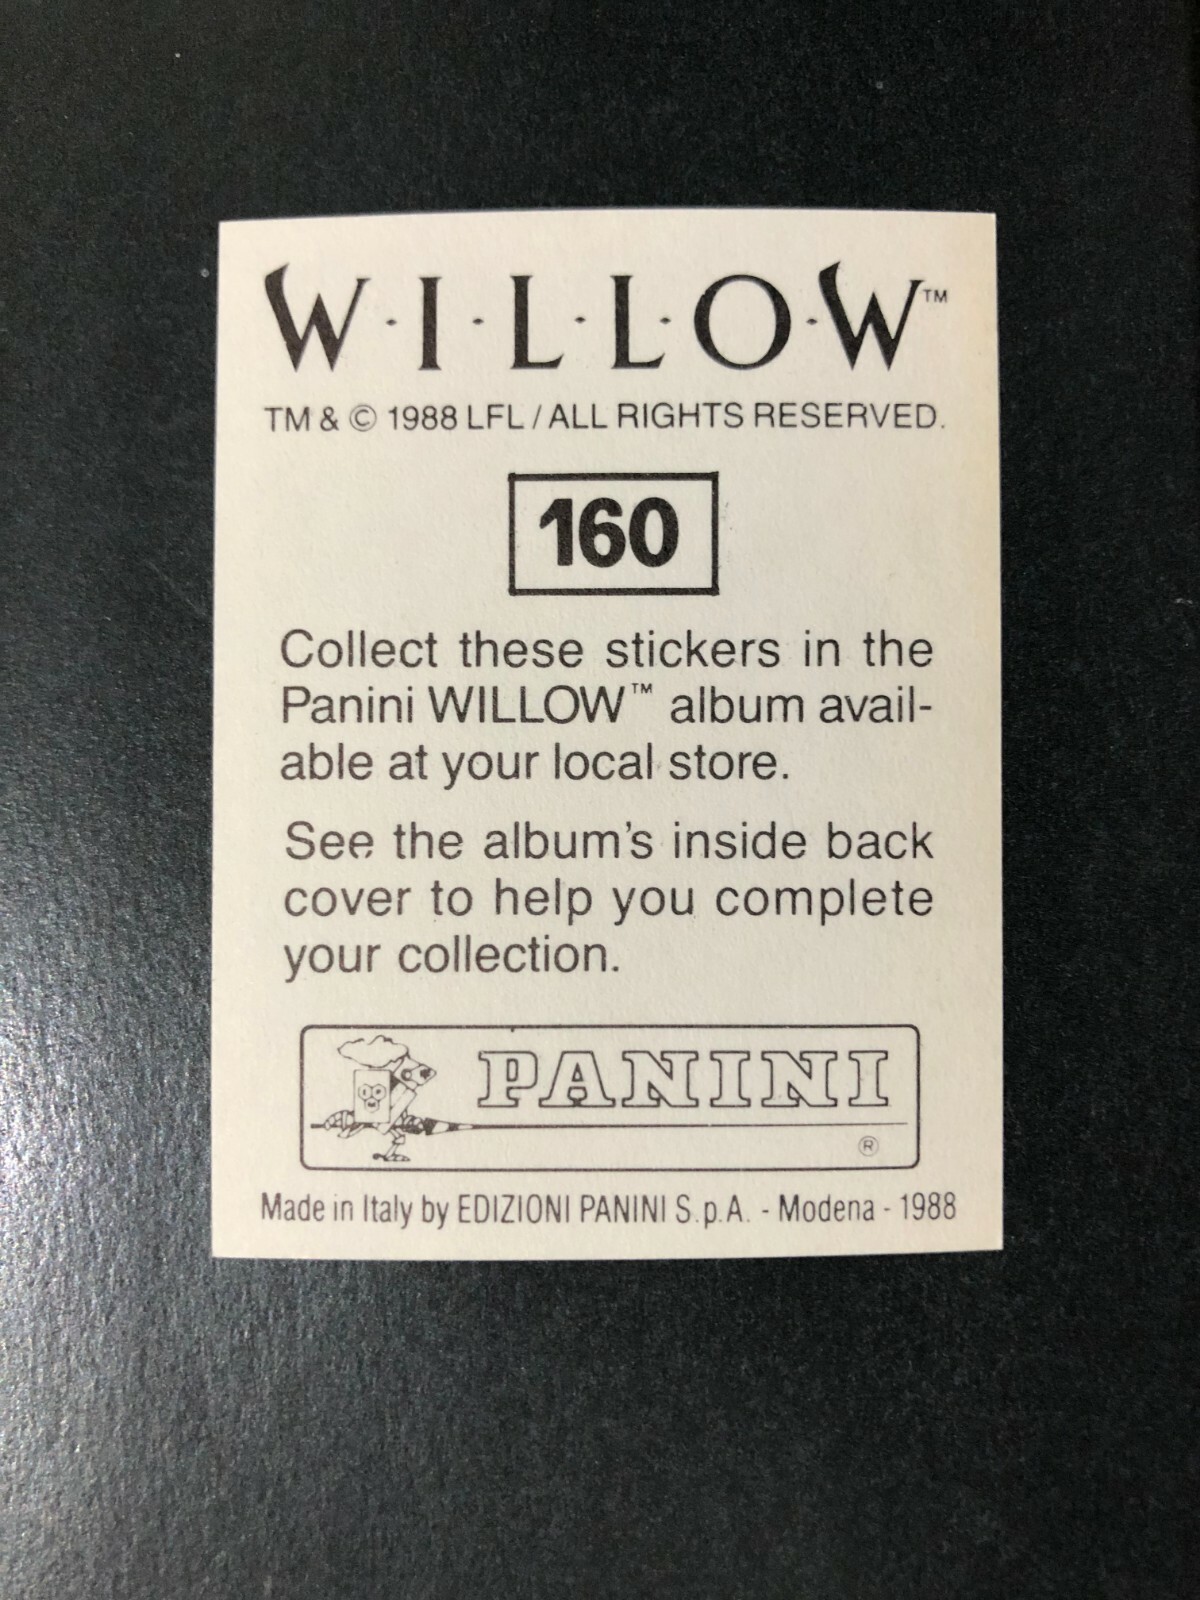 W·I·L·L·O·W™
TM & © 1988 LFL / ALL RIGHTS RESERVED.
160
Collect these stickers in the
Panini WILLOW™ album avail-
able at your local store.
See the album's inside back
cover to help you complete
your collection.
PANINI
®
Made in Italy by EDIZIONI PANINI S.p.A. - Modena - 1988